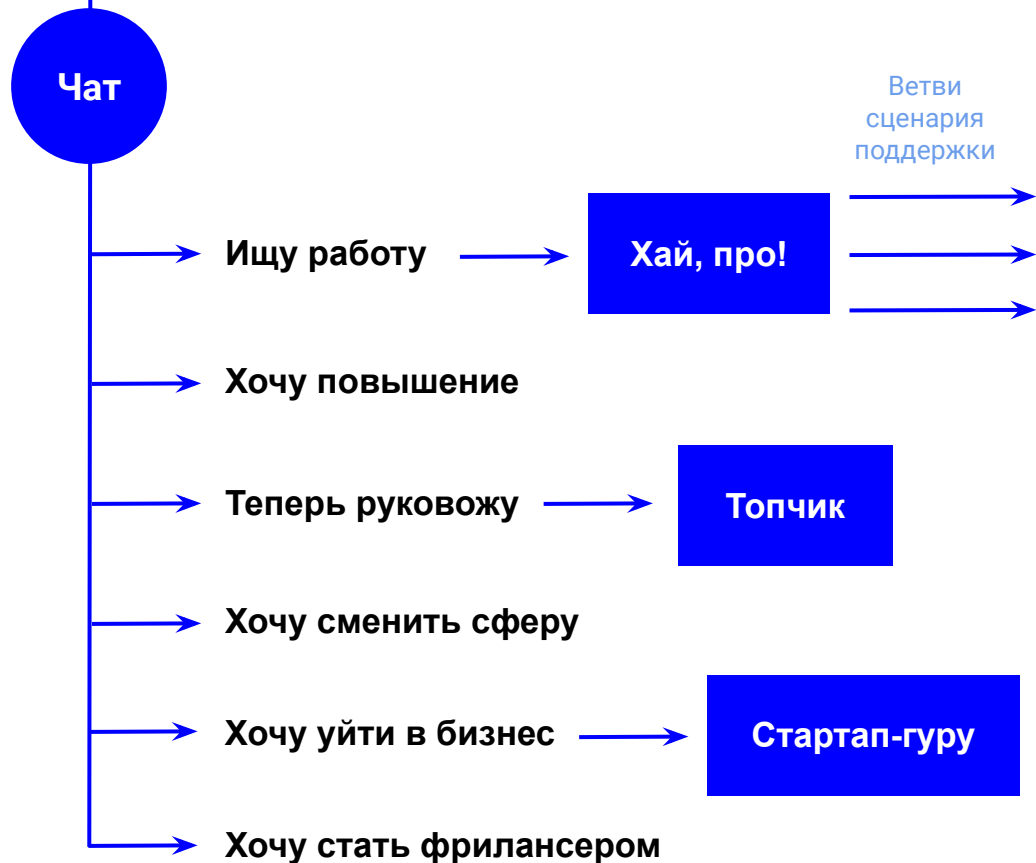 Чат
Ветви
сценария
поддержки
Ищу работу
Хай, про!
Хочу повышение
Теперь руковожу
Топчик
Хочу сменить сферу
Хочу уйти в бизнес
Стартап-гуру
Хочу стать фрилансером